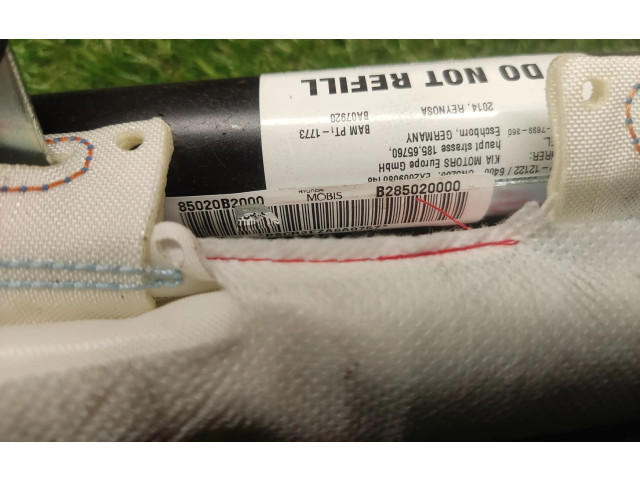 DO NOT REFILL
2014, REYNOSA
BA07920
BAM PT1-1773
Eschborn, GERMANY
haupt strasse 185,65760,
KIA MOTORS Europe GmbH
85020B2000
HYUNDAI
MOBIS
B285020000